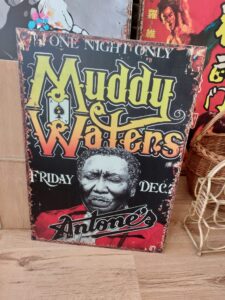 ONE NIGHT ONLY
Muddy
Waters
FRIDAY DEC.
Antone's